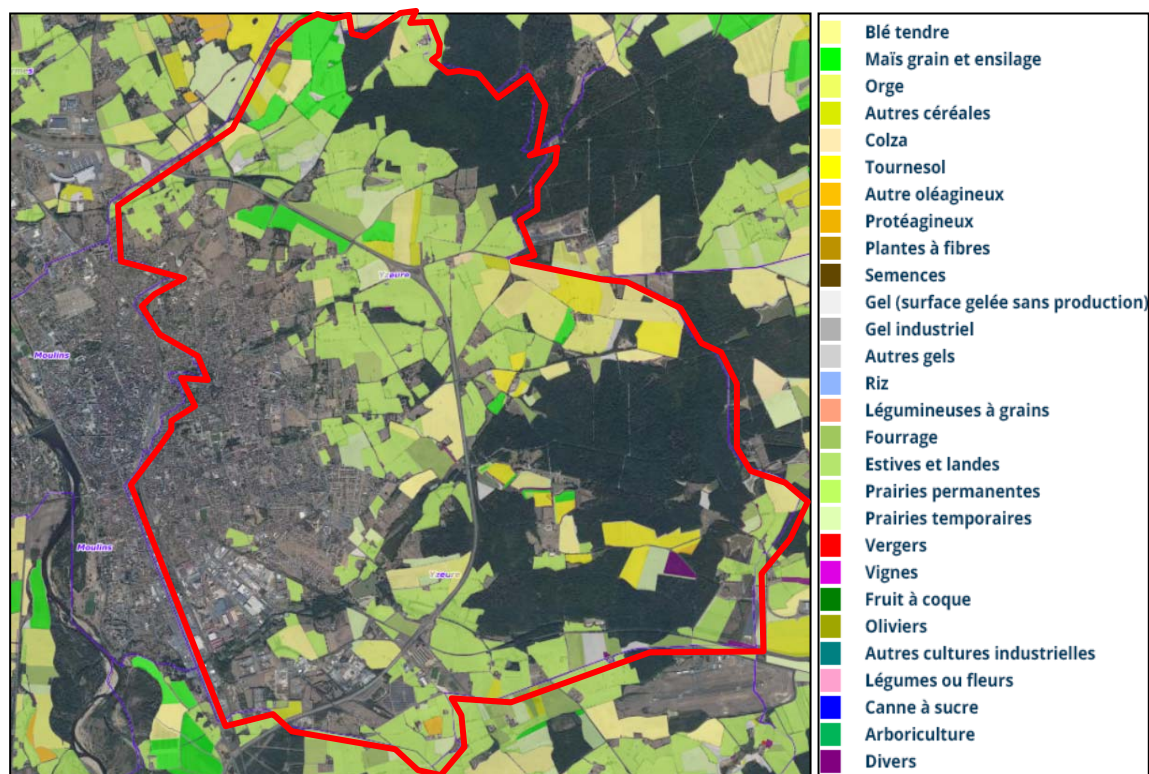 Yzeure
Moulins
Moulins
Yzeure
Blé tendre
Maïs grain et ensilage
Orge
Autres céréales
Colza
Tournesol
Autre oléagineux
Protéagineux
Plantes à fibres
Semences
Gel (surface gelée sans production)
Gel industriel
Autres gels
Riz
Légumineuses à grains
Fourrage
Estives et landes
Prairies permanentes
Prairies temporaires
Vergers
Vignes
Fruit à coque
Oliviers
Autres cultures industrielles
Légumes ou fleurs
Canne à sucre
Arboriculture
Divers